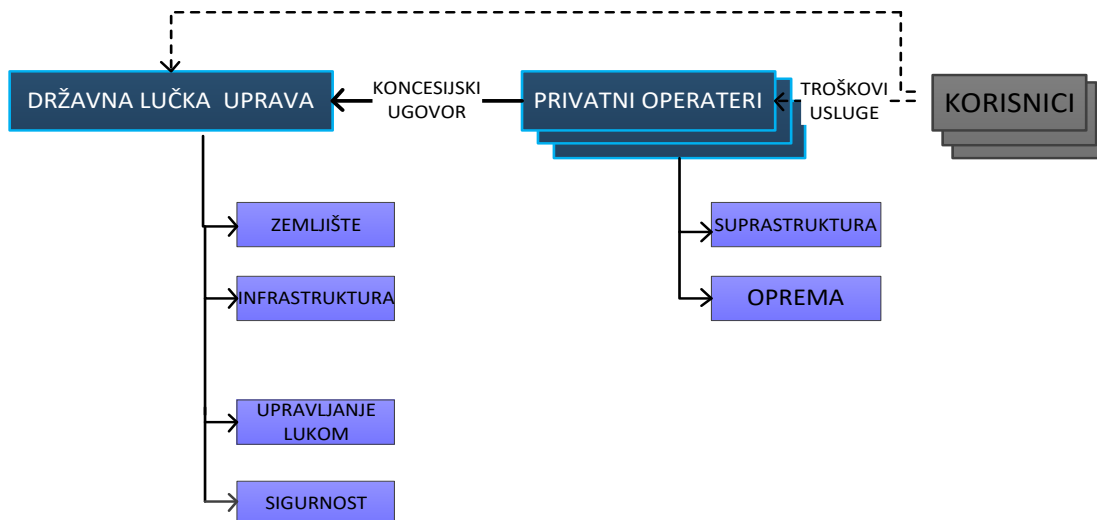 DRŽAVNA LUČKA UPRAVA
KONCESIJSKI
UGOVOR
PRIVATNI OPERATERI
TROŠKOVI
USLUGE
KORISNICI
ZEMLJIŠTE
INFRASTRUKTURA
UPRAVLJANJE
LUKOM
SIGURNOST
SUPRASTRUKTURA
OPREMA